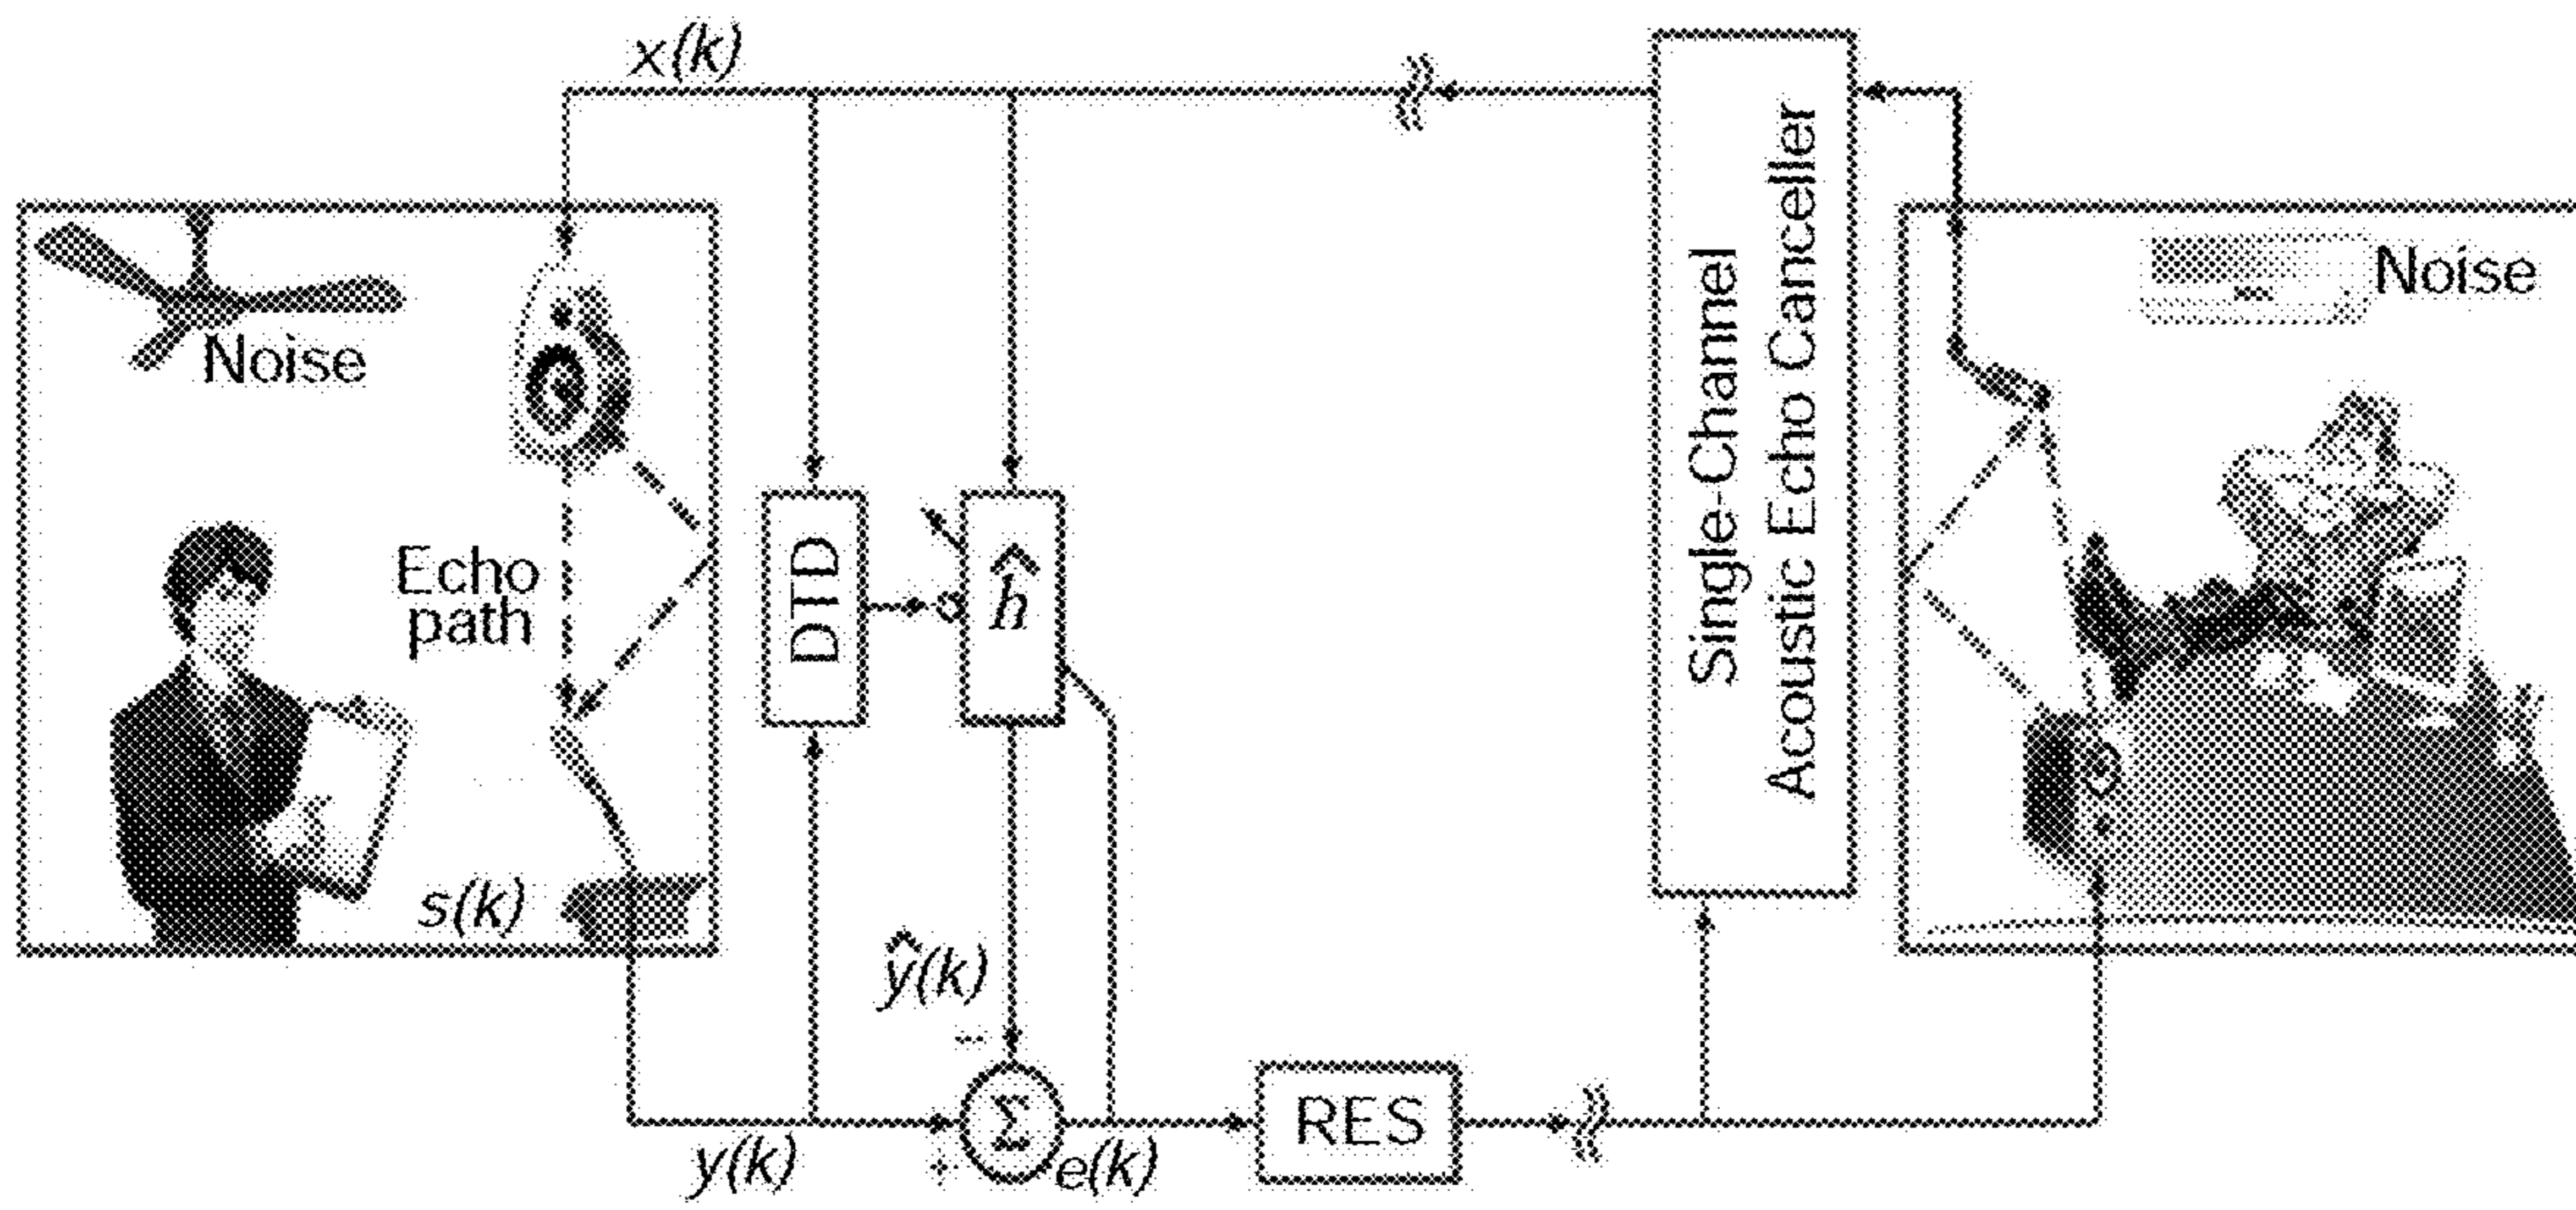 x(k)
Noise
Echo
path
s(k)
DTD
ĥ
ŷ(k)
−
+
Σ
y(k)
e(k)
RES
Single-Channel
Acoustic Echo Canceller
Noise